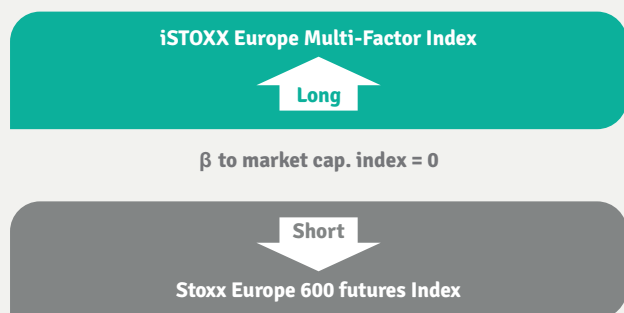 iSTOXX Europe Multi-Factor Index
Long
β to market cap. index = 0
Short
Stoxx Europe 600 futures Index